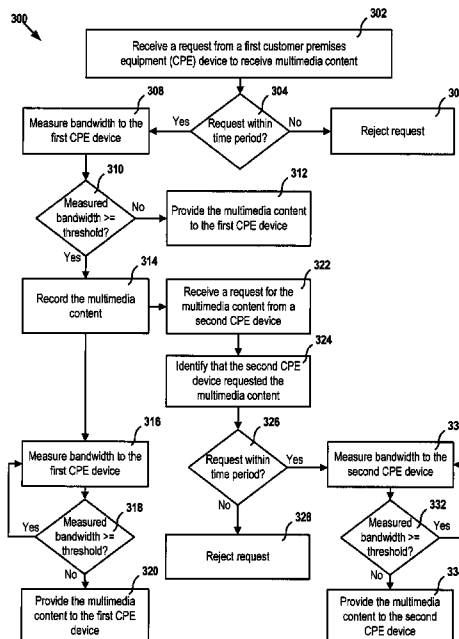 300
302
Receive a request from a first customer premises
equipment (CPE) device to receive multimedia content
308
Measure bandwidth to
the first CPE device
Yes
304
Request within
time period?
No
30
Reject request
310
Measured
bandwidth >=
threshold?
No
312
Provide the multimedia content
to the first CPE device
Yes
314
Record the multimedia
content
322
Receive a request for the
multimedia content from a
second CPE device
324
Identify that the second CPE
device requested the
multimedia content
316
Measure bandwidth to
the first CPE device
326
Request within
time period?
Yes
33
Measure bandwidth to
the second CPE device
No
328
Reject request
Yes
318
Measured
bandwidth >=
threshold?
332
Measured
bandwidth >=
threshold?
Yes
No
320
Provide the multimedia
content to the first CPE
device
No
33
Provide the multimedia
content to the second
CPE device